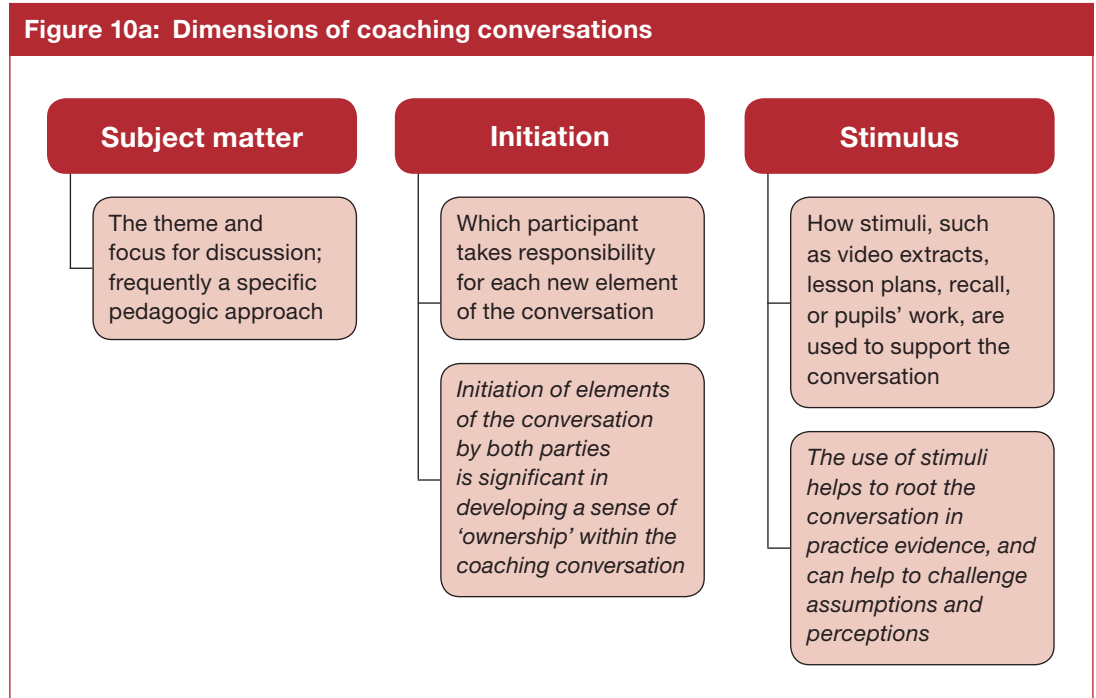 Figure 10a: Dimensions of coaching conversations
Subject matter
The theme and
focus for discussion;
frequently a specific
pedagogic approach
Initiation
Which participant
takes responsibility
for each new element
of the conversation
Initiation of elements
of the conversation
by both parties
is significant in
developing a sense of
‘ownership’ within the
coaching conversation
Stimulus
How stimuli, such
as video extracts,
lesson plans, recall,
or pupils’ work, are
used to support the
conversation
The use of stimuli
helps to root the
conversation in
practice evidence, and
can help to challenge
assumptions and
perceptions